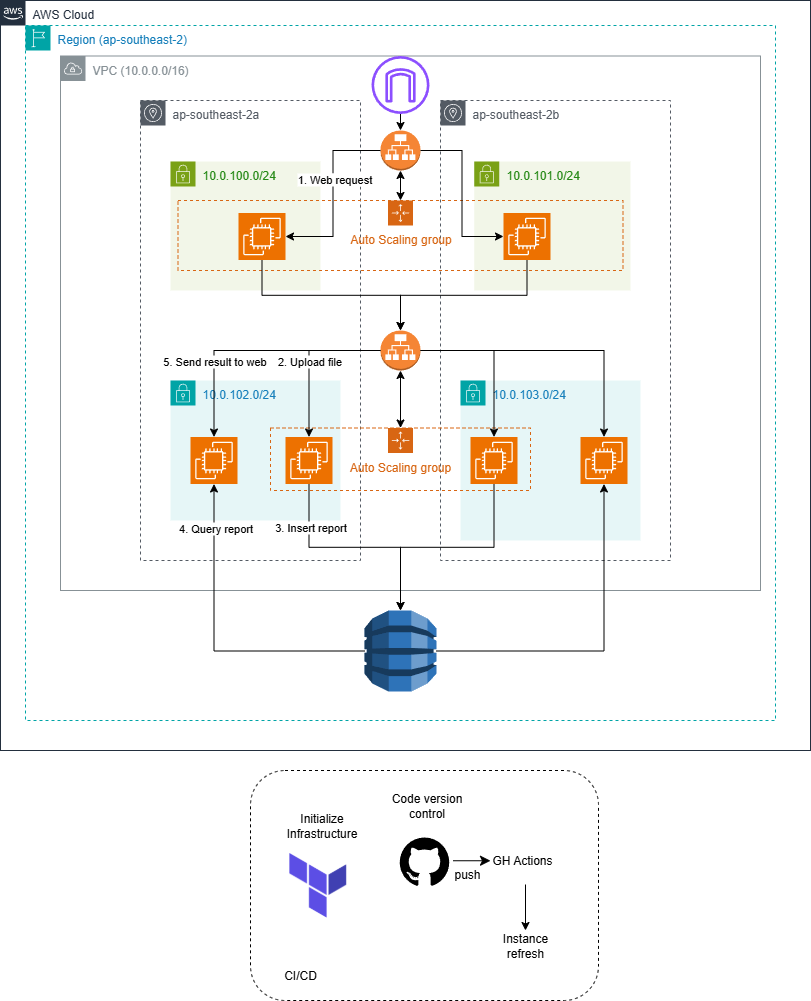 aws
AWS Cloud
Region (ap-southeast-2)
VPC (10.0.0.0/16)
ap-southeast-2a
ap-southeast-2b
10.0.100.0/24
1. Web request
10.0.101.0/24
Auto Scaling group
5. Send result to web
2. Upload file
10.0.102.0/24
10.0.103.0/24
Auto Scaling group
4. Query report
3. Insert report
Code version
control
Initialize
Infrastructure
GH Actions
push
Instance
refresh
CI/CD